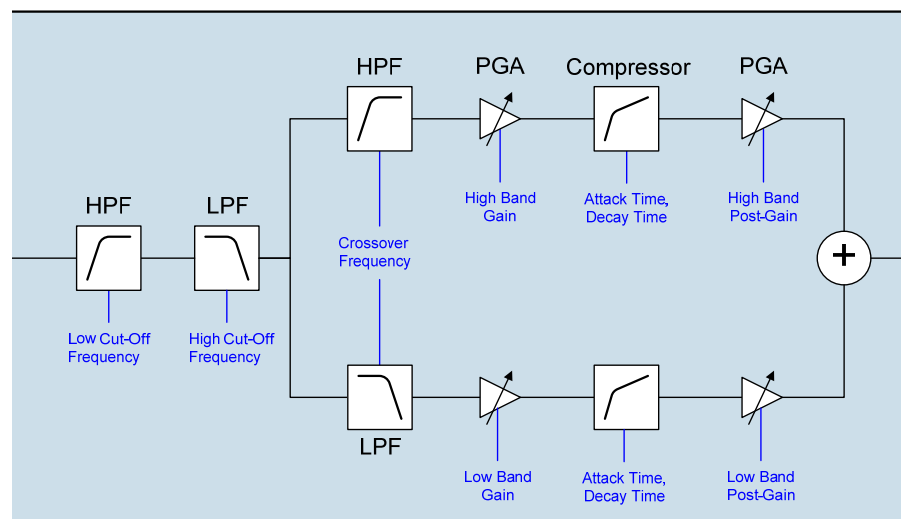 HPF
PGA
Compressor
PGA
High Band
Gain
Attack Time,
Decay Time
High Band
Post-Gain
HPF
LPF
Crossover
Frequency
+
Low Cut-Off
Frequency
High Cut-Off
Frequency
LPF
Low Band
Gain
Attack Time,
Decay Time
Low Band
Post-Gain